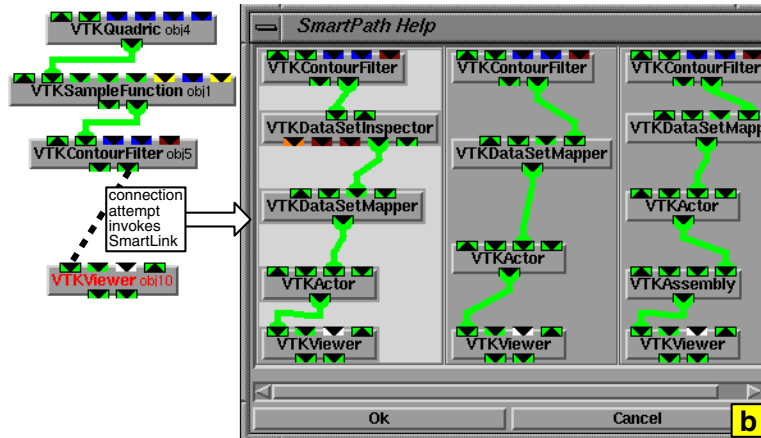 VTKQuadric obj4
VTKSampleFunction obj1
VTKContourFilter obj5
connection
attempt
invokes
SmartLink
VTKViewer obj10
SmartPath Help
VTKContourFilter
VTKDataSetInspector
VTKDataSetMapper
VTKActor
VTKViewer
VTKContourFilter
VTKDataSetMapper
VTKActor
VTKViewer
VTKContourFilter
VTKDataSetMapp
VTKActor
VTKAssembly
VTKViewer
Ok
Cancel
b